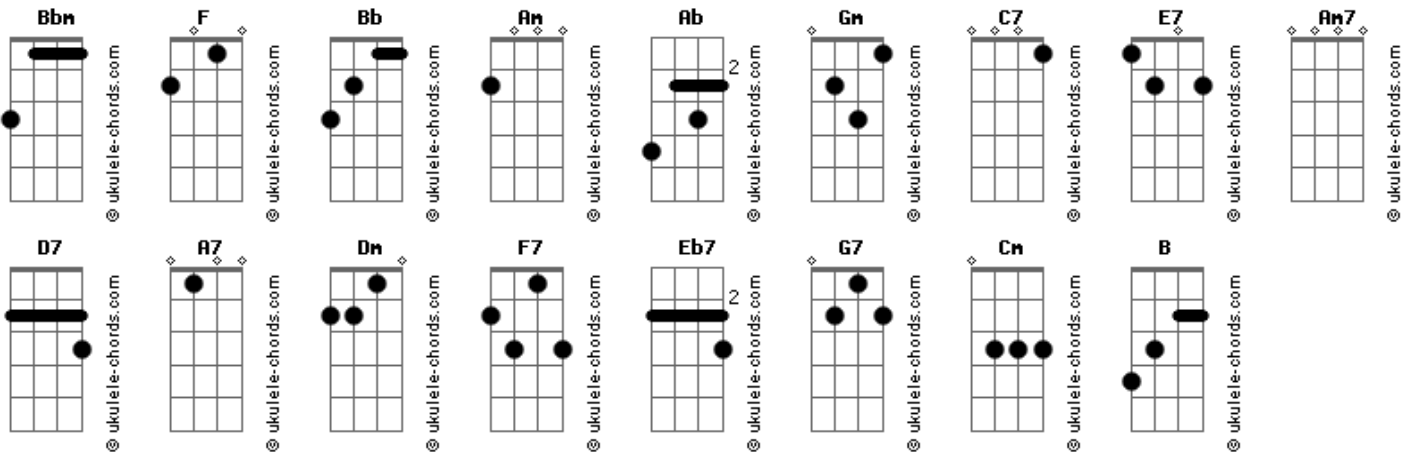 Bbm F Bb Am Ab Gm C7 E7 Am7
2
© ukulele-chords.com © ukulele-chords.com © ukulele-chords.com © ukulele-chords.com © ukulele-chords.com © ukulele-chords.com © ukulele-chords.com © ukulele-chords.com © ukulele-chords.com
D7 A7 Dm F7 Eb7 G7 Cm B
2
© ukulele-chords.com © ukulele-chords.com © ukulele-chords.com © ukulele-chords.com © ukulele-chords.com © ukulele-chords.com © ukulele-chords.com © ukulele-chords.com